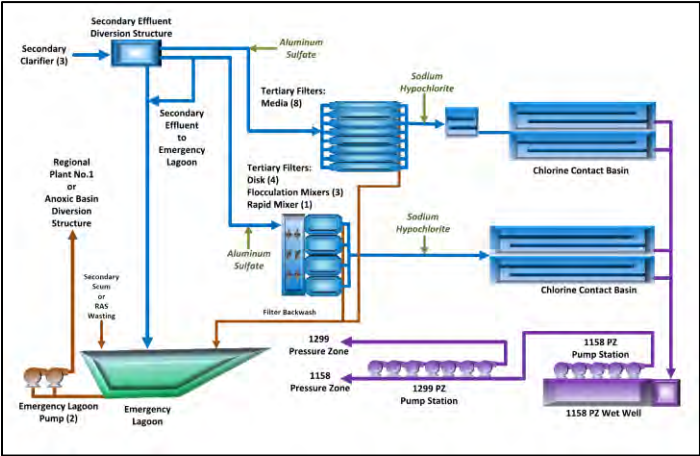 Secondary Effluent
Diversion Structure
Secondary
Clarifier (3)
Aluminum
Sulfate
Sodium
Hypochlorite
Tertiary Filters:
Media (8)
Secondary
Effluent
to
Emergency
Lagoon
Chlorine Contact Basin
Regional
Plant No.1
or
Anoxic Basin
Diversion
Structure
Tertiary Filters:
Disk (4)
Flocculation Mixers (3)
Rapid Mixer (1)
Sodium
Hypochlorite
Aluminum
Sulfate
Secondary
Scum
or
RAS
Wasting
Chlorine Contact Basin
Filter Backwash
1299
Pressure Zone
1158
Pressure Zone
1299 PZ
Pump Station
1158 PZ
Pump Station
1158 PZ Wet Well
Emergency Lagoon
Pump (2)
Emergency
Lagoon